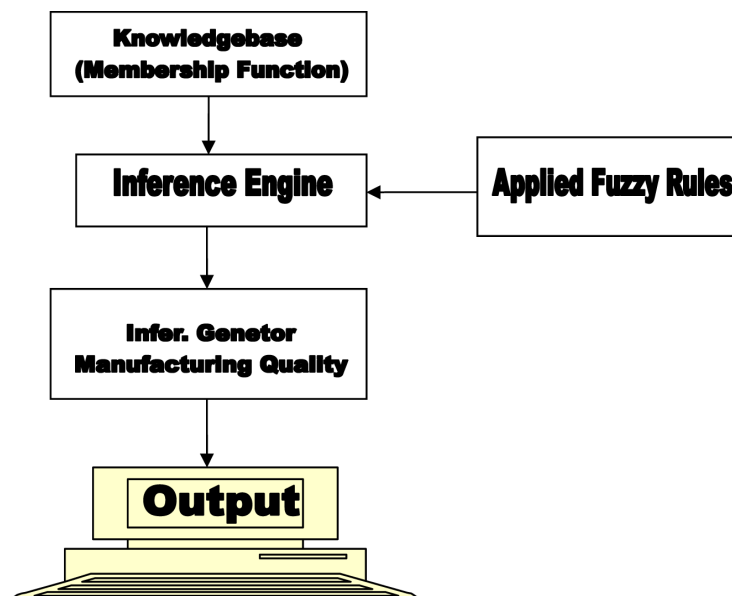 Knowledgebase
(Membership Function)
Inference Engine
Applied Fuzzy Rules
Infer. Genetor
Manufacturing Quality
Output